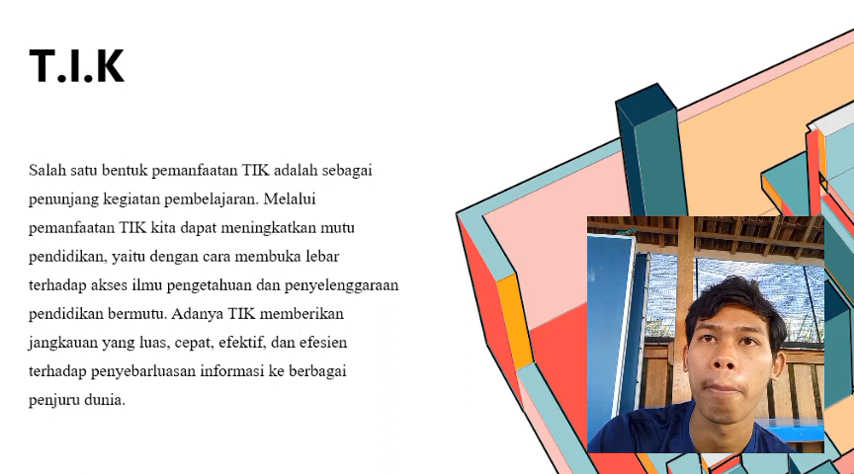 T.I.K
Salah satu bentuk pemanfaatan TIK adalah sebagai
penunjang kegiatan pembelajaran. Melalui
pemanfaatan TIK kita dapat meningkatkan mutu
pendidikan, yaitu dengan cara membuka lebar
terhadap akses ilmu pengetahuan dan penyelenggaraan
pendidikan bermutu. Adanya TIK memberikan
jangkauan yang luas, cepat, efektif, dan efesien
terhadap penyebarluasan informasi ke berbagai
penjuru dunia.